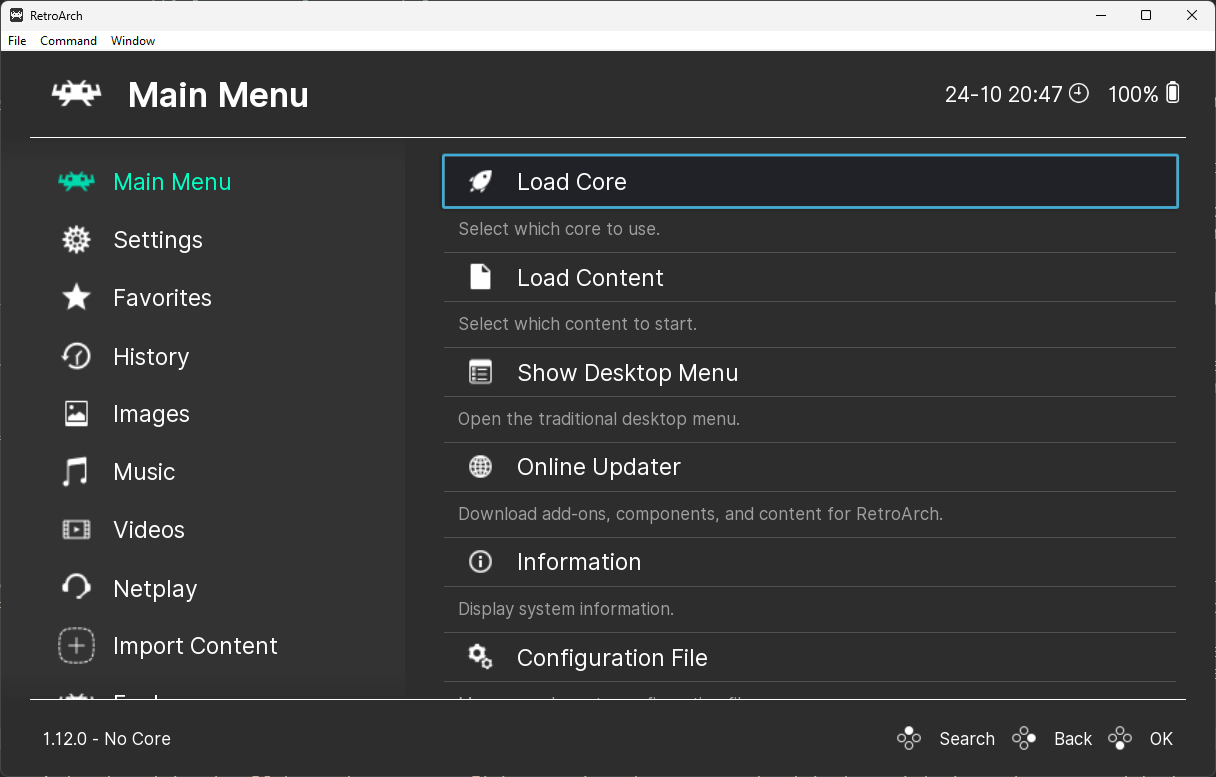 RetroArch
File Command Window
Main Menu
24-10 20:47 100%
Main Menu
Settings
Favorites
History
Images
Music
Videos
Netplay
Import Content
Load Core
Select which core to use.
Load Content
Select which content to start.
Show Desktop Menu
Open the traditional desktop menu.
Online Updater
Download add-ons, components, and content for RetroArch.
Information
Display system information.
Configuration File
1.12.0 - No Core
Search Back OK